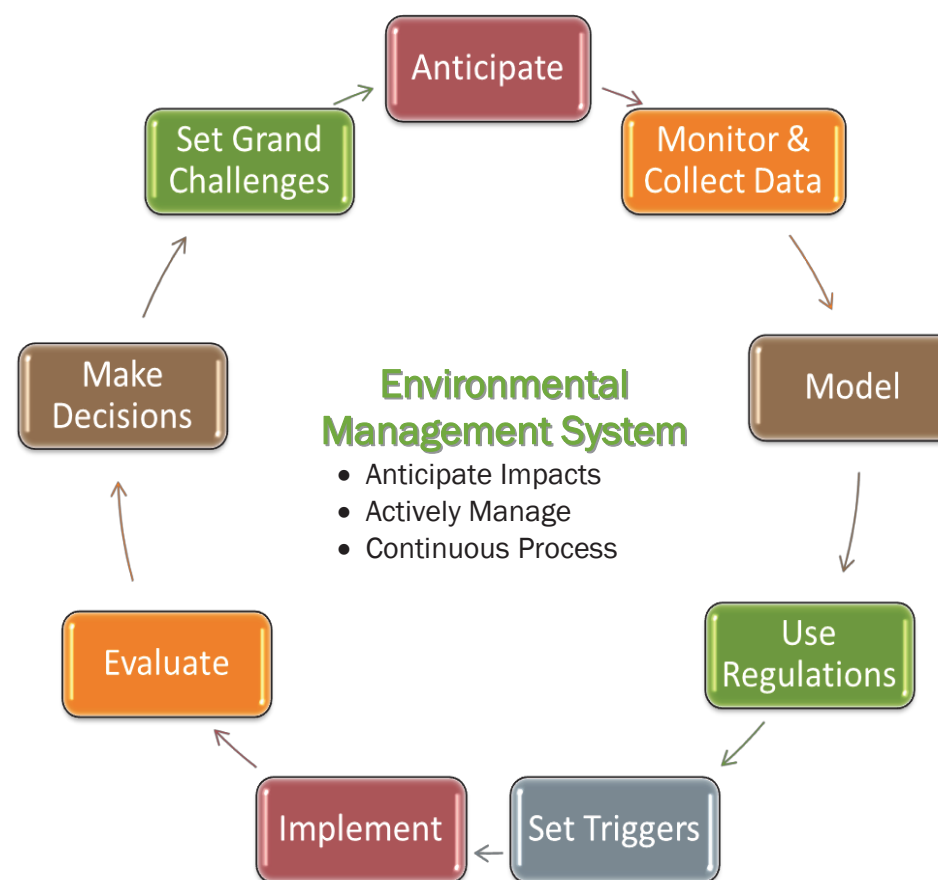 Anticipate
Monitor &
Collect Data
Model
Use
Regulations
Set Triggers
Implement
Evaluate
Make
Decisions
Set Grand
Challenges
Environmental
Management System
• Anticipate Impacts
• Actively Manage
• Continuous Process